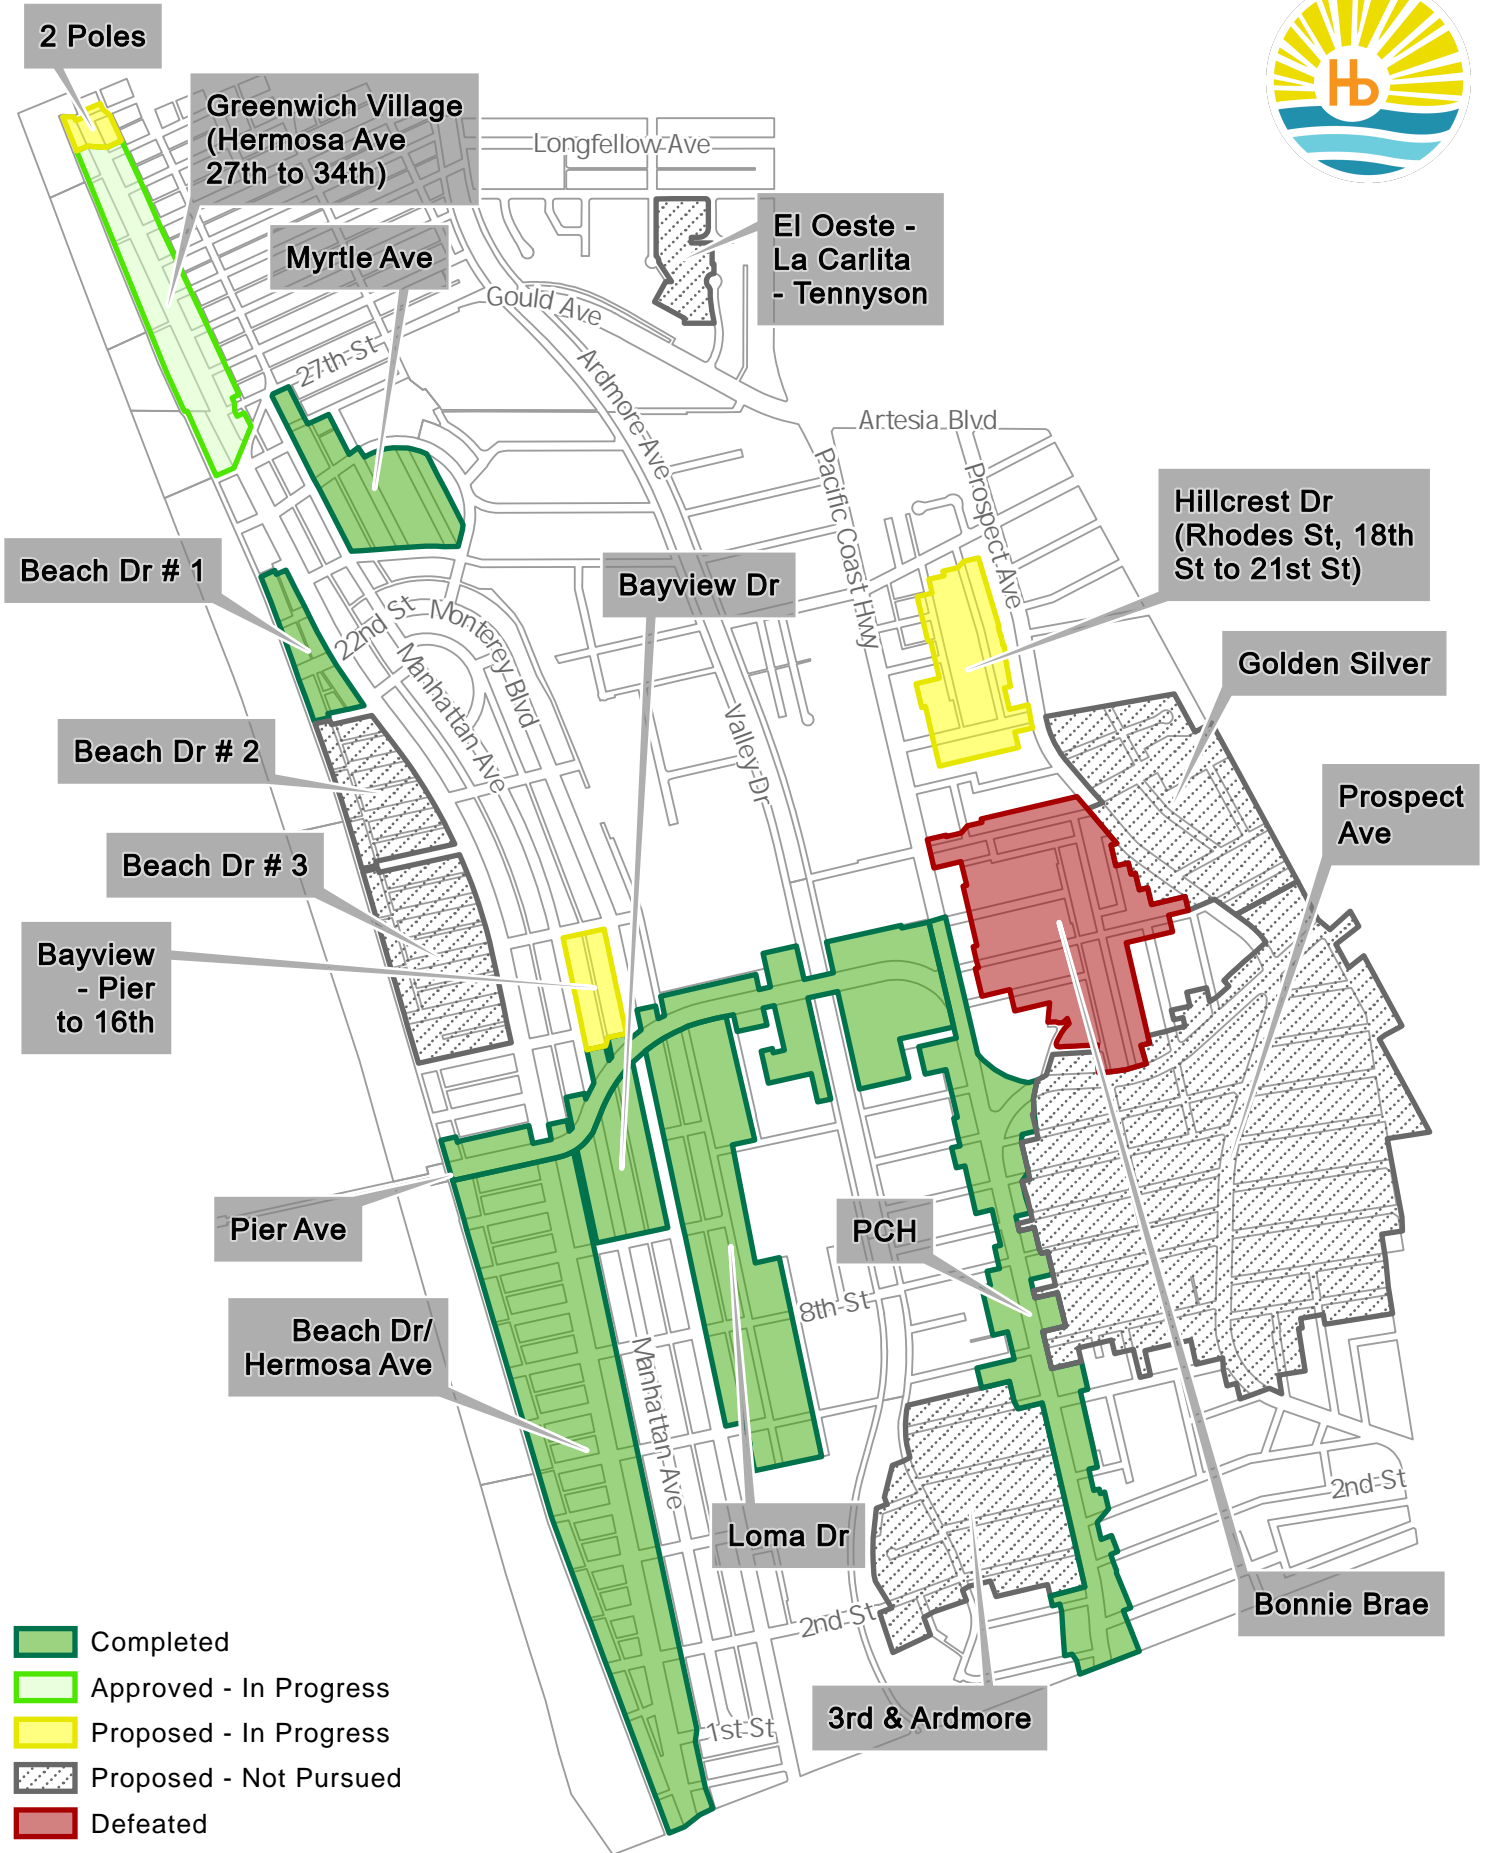 2 Poles
Hb
Greenwich Village
(Hermosa Ave
27th to 34th)
Longfellow Ave
El Oeste -
La Carlita
- Tennyson
Myrtle Ave
Gould Ave
27th St
Ardmore Ave
Artesia Blvd
Pacific Coast Hwy
Prospect Ave
Hillcrest Dr
(Rhodes St, 18th
St to 21st St)
Beach Dr # 1
Bayview Dr
22nd St
Monterey Blvd
Manhattan Ave
Golden Silver
Valley Dr
Beach Dr # 2
Prospect
Ave
Beach Dr # 3
Bayview
- Pier
to 16th
Pier Ave
PCH
8th St
Beach Dr/
Hermosa Ave
Manhattan Ave
2nd St
Loma Dr
Bonnie Brae
2nd St
3rd & Ardmore
1st St
Completed
Approved - In Progress
Proposed - In Progress
Proposed - Not Pursued
Defeated